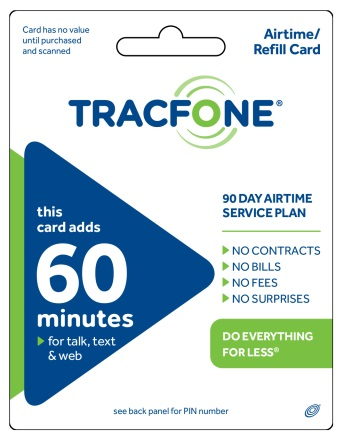 Card has no value
until purchased
and scanned
Airtime/
Refill Card
TRACFONE®
this
card adds
60
minutes
for talk, text
& web
90 DAY AIRTIME
SERVICE PLAN
NO CONTRACTS
NO BILLS
NO FEES
NO SURPRISES
DO EVERYTHING
FOR LESS®
see back panel for PIN number